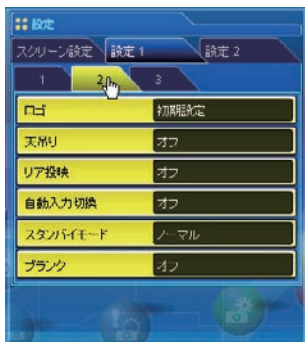 設定
スクリーン設定 設定 1 設定 2
1 2 3
ロゴ 初期設定
天吊り オフ
リア投映 オフ
自動入力切換 オフ
スタンバイモード ノーマル
ブランク オフ